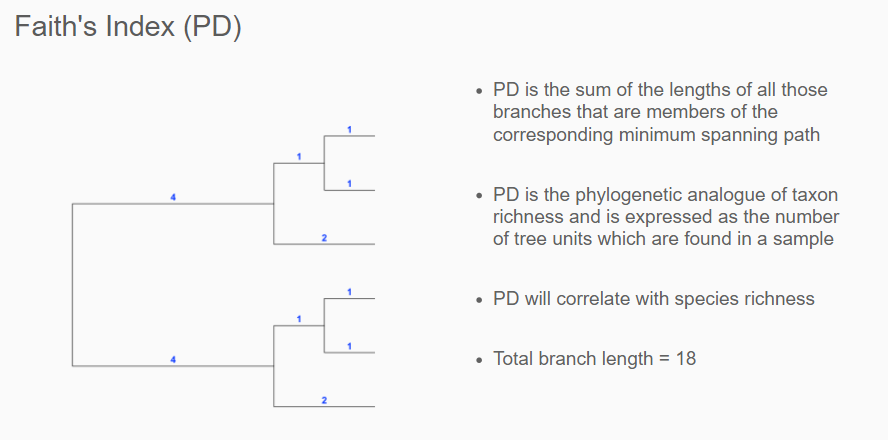 Faith's Index (PD)
• PD is the sum of the lengths of all those
branches that are members of the
corresponding minimum spanning path
• PD is the phylogenetic analogue of taxon
richness and is expressed as the number
of tree units which are found in a sample
• PD will correlate with species richness
• Total branch length = 18
1
1
1
4
2
1
1
1
4
2